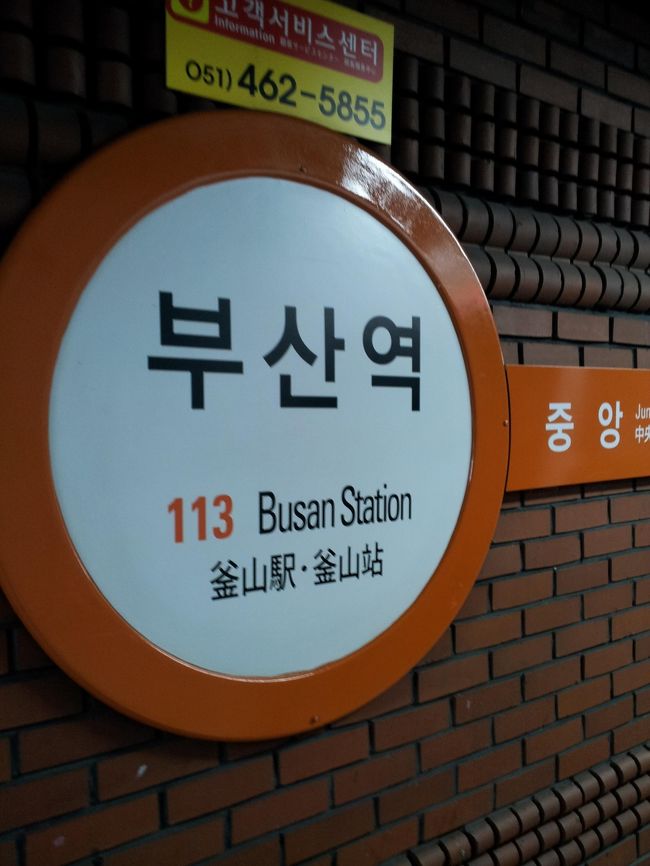 고객서비스센터
Information
051) 462-5855
부산역
113 Busan Station
釜山駅·釜山站
중앙